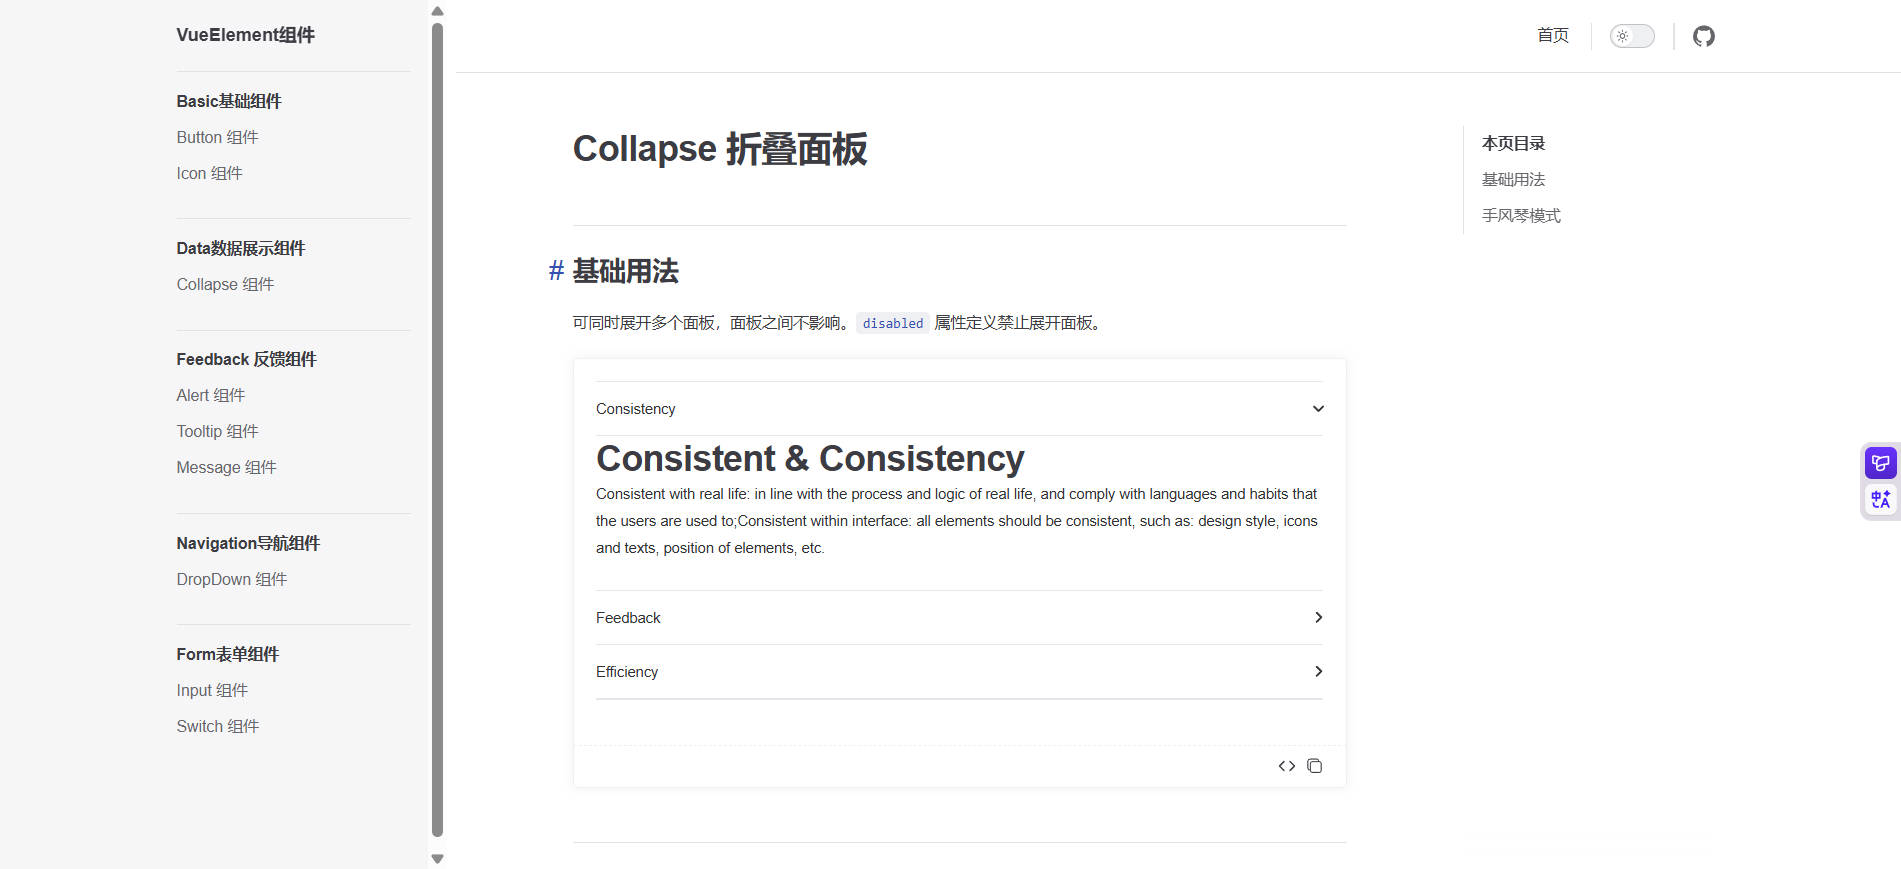 VueElement组件
Basic基础组件
Button 组件
Icon 组件
Data数据展示组件
Collapse 组件
Feedback 反馈组件
Alert 组件
Tooltip 组件
Message 组件
Navigation导航组件
DropDown 组件
Form表单组件
Input 组件
Switch 组件
首页
Collapse 折叠面板
# 基础用法
可同时展开多个面板，面板之间不影响。 disabled 属性定义禁止展开面板。
Consistency
Consistent & Consistency
Consistent with real life: in line with the process and logic of real life, and comply with languages and habits that
the users are used to;Consistent within interface: all elements should be consistent, such as: design style, icons
and texts, position of elements, etc.
Feedback
Efficiency
本页目录
基础用法
手风琴模式
中A